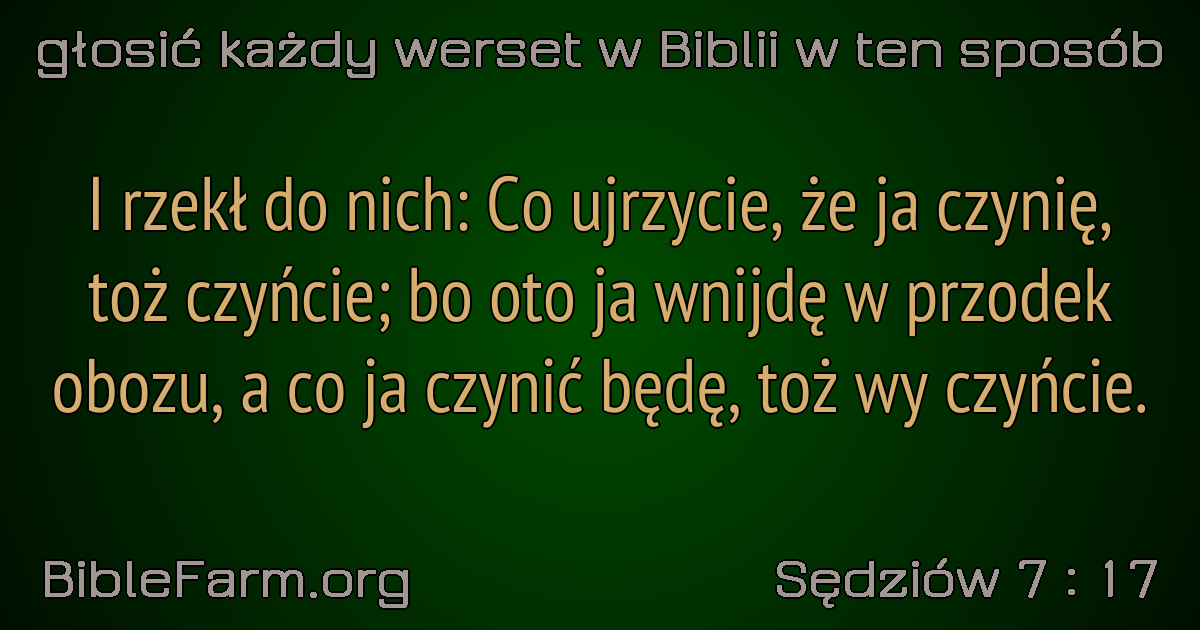 głosić każdy werset w Biblii w ten sposób
I rzekł do nich: Co ujrzycie, że ja czynię,
toż czyńcie; bo oto ja wnijdę w przodek
obozu, a co ja czynić będę, toż wy czyńcie.
BibleFarm.org
Sędziów 7 : 17